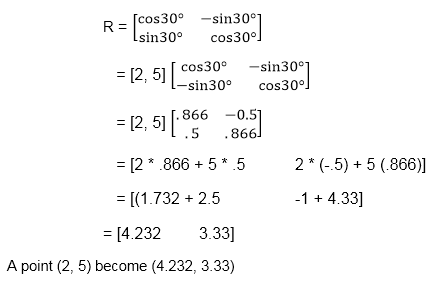 R = [cos30° −sin30°
sin30° cos30°]
= [2, 5] [cos30° −sin30°
−sin30° cos30°]
= [2, 5] [.866 −0.5
.5 .866]
= [2 * .866 + 5 * .5 2 * (-.5) + 5 (.866)]
= [(1.732 + 2.5 -1 + 4.33]
= [4.232 3.33]
A point (2, 5) become (4.232, 3.33)